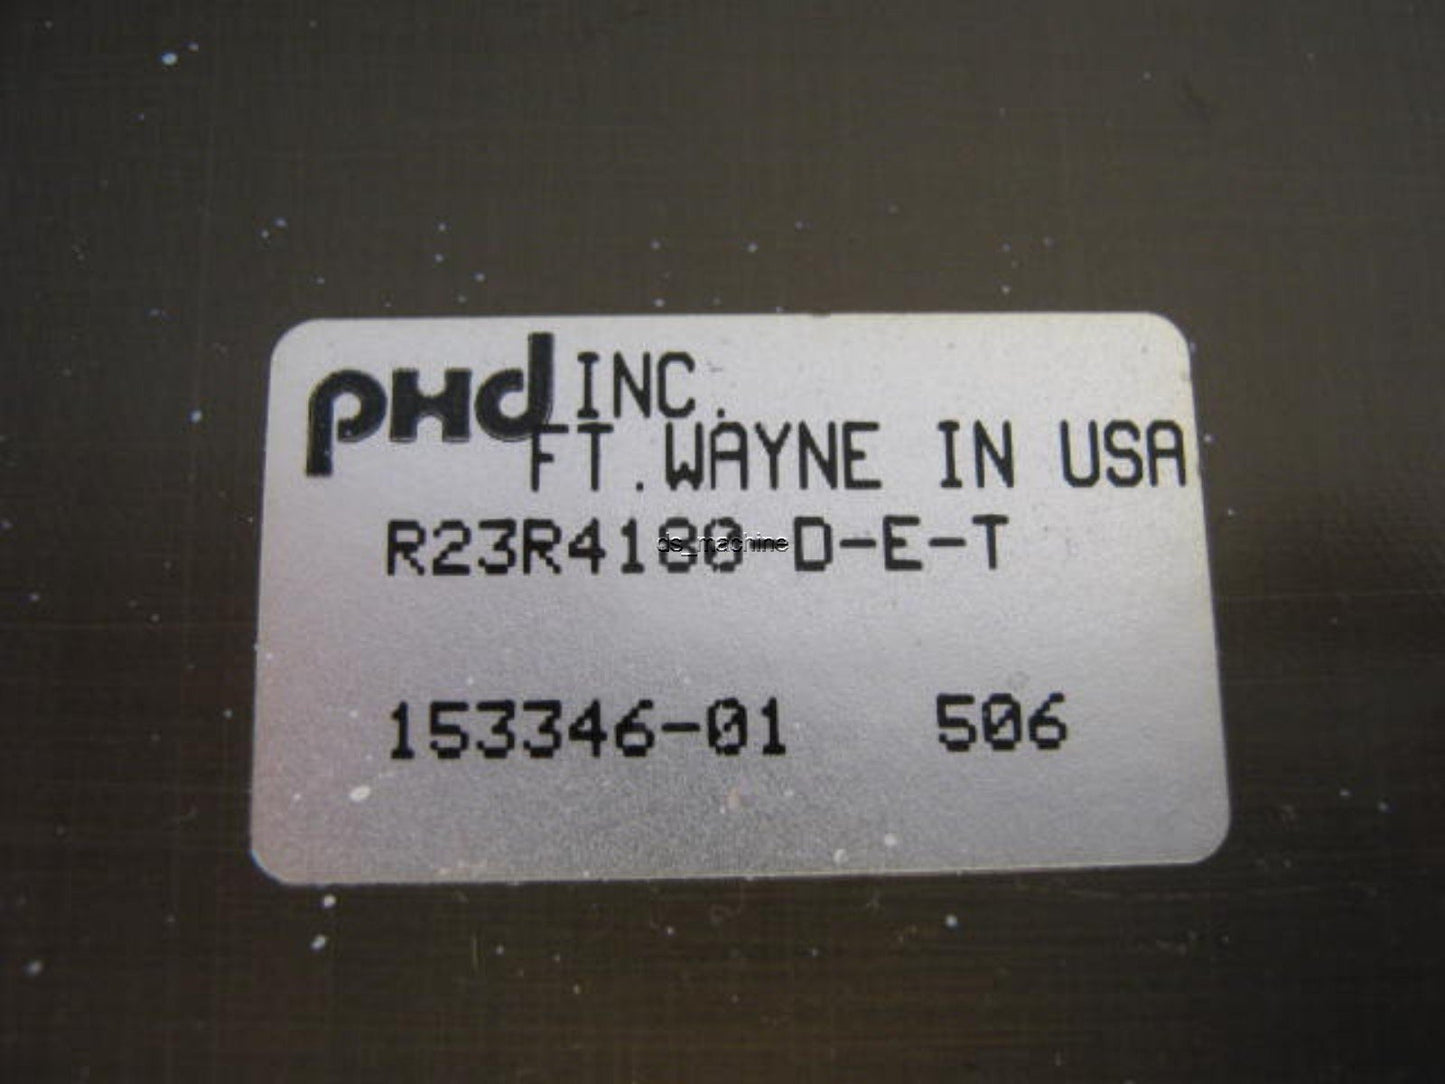 PHd INC.
FT.WAYNE IN USA
R23R4180-D-E-T
ds_machine
153346-01 506